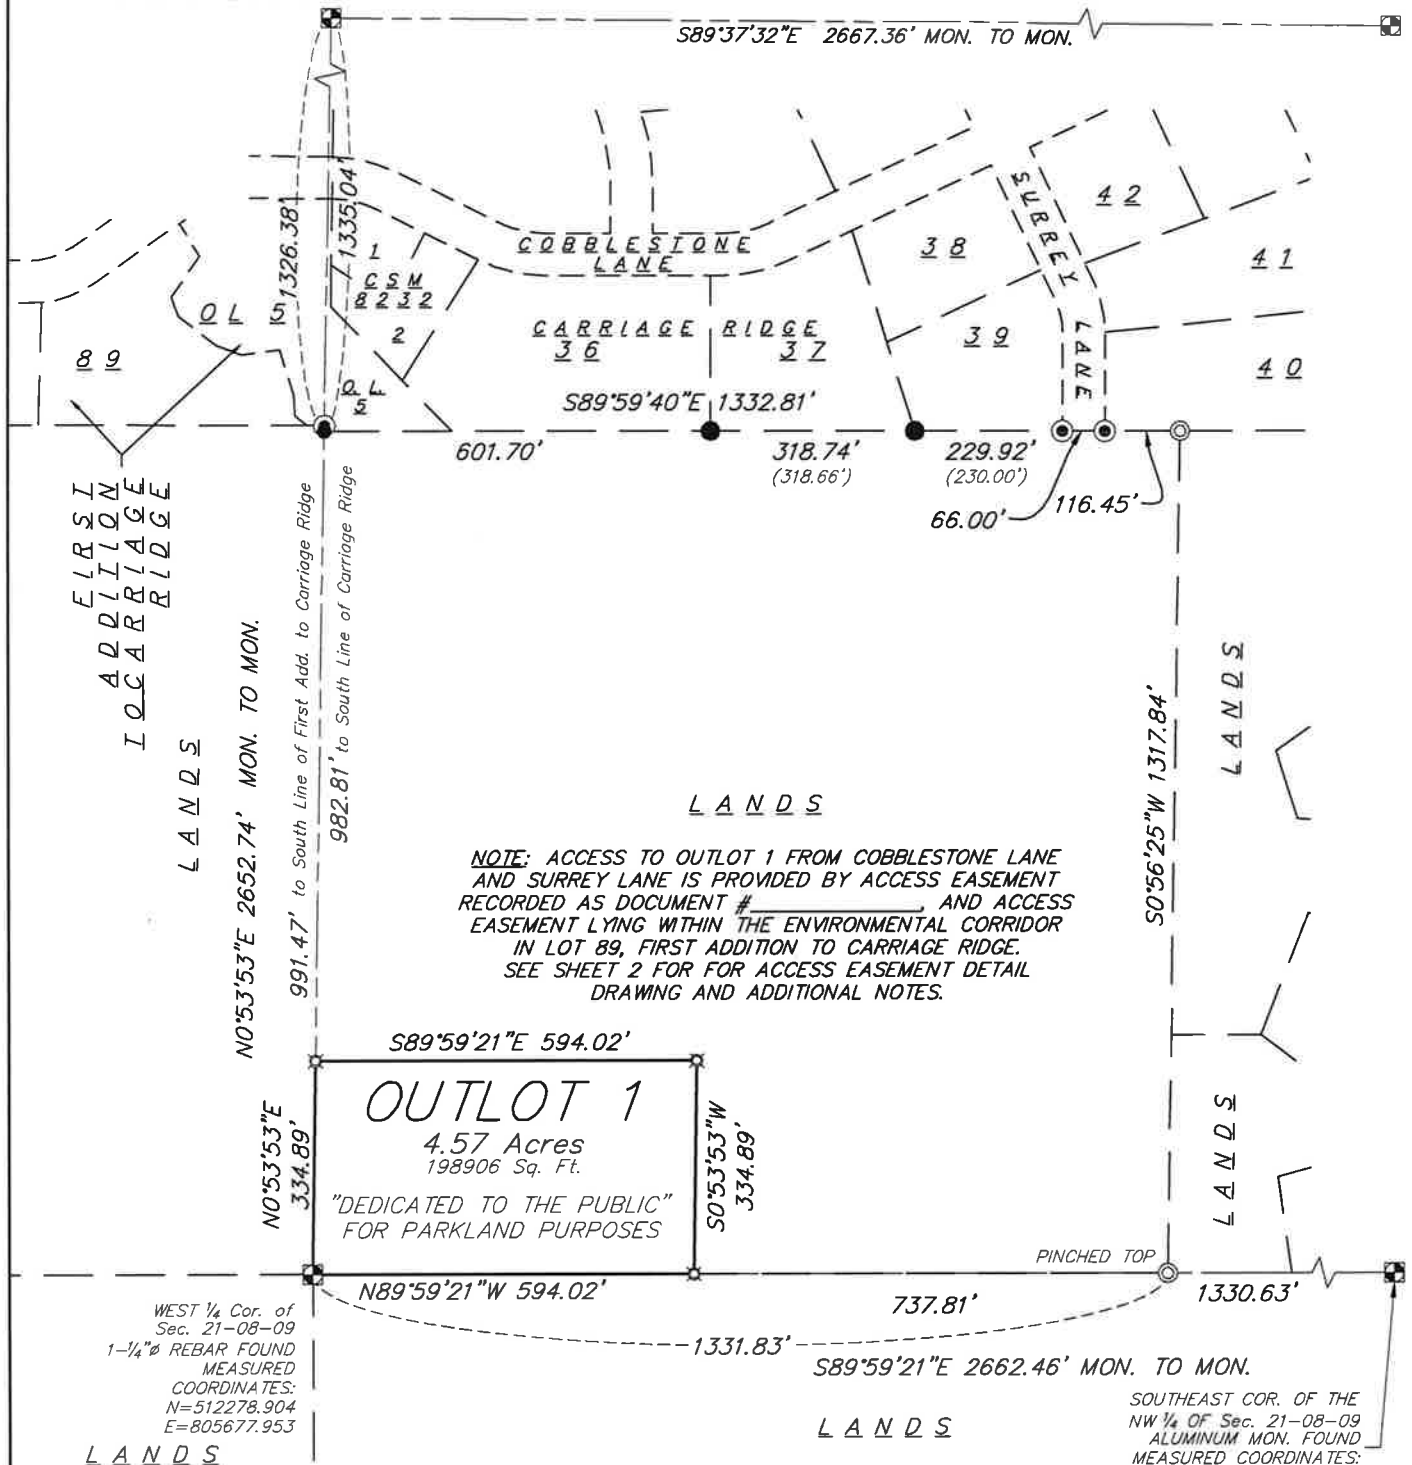 S89°37'32"E 2667.36' MON. TO MON.
1326.38'
1335.04'
SURREY LANE
42
COBBLESTONE
LANE
1
CSM
8232
2
38
41
OL 5
CARRIAGE RIDGE
36
37
39
89
40
O.L.
5
S89°59'40"E 1332.81'
601.70'
318.74'
(318.66')
229.92'
(230.00')
66.00'
116.45'
FIRST
ADDITION
TO CARRIAGE
RIDGE
LANDS
N0°53'53"E 2652.74' MON. TO MON.
991.47' to South Line of First Add. to Carriage Ridge
982.81' to South Line of Carriage Ridge
S0°56'25"W 1317.84'
LANDS
LANDS
NOTE: ACCESS TO OUTLOT 1 FROM COBBLESTONE LANE
AND SURREY LANE IS PROVIDED BY ACCESS EASEMENT
RECORDED AS DOCUMENT #____________, AND ACCESS
EASEMENT LYING WITHIN THE ENVIRONMENTAL CORRIDOR
IN LOT 89, FIRST ADDITION TO CARRIAGE RIDGE.
SEE SHEET 2 FOR FOR ACCESS EASEMENT DETAIL
DRAWING AND ADDITIONAL NOTES.
S89°59'21"E 594.02'
N0°53'53"E
334.89'
OUTLOT 1
4.57 Acres
198906 Sq. Ft.
"DEDICATED TO THE PUBLIC"
FOR PARKLAND PURPOSES
S0°53'53"W
334.89'
LANDS
PINCHED TOP
N89°59'21"W 594.02'
737.81'
1330.63'
1331.83'
S89°59'21"E 2662.46' MON. TO MON.
WEST ¼ Cor. of
Sec. 21-08-09
1-¼"ø REBAR FOUND
MEASURED
COORDINATES:
N=512278.904
E=805677.953
LANDS
LANDS
SOUTHEAST COR. OF THE
NW ¼ OF Sec. 21-08-09
ALUMINUM MON. FOUND
MEASURED COORDINATES: